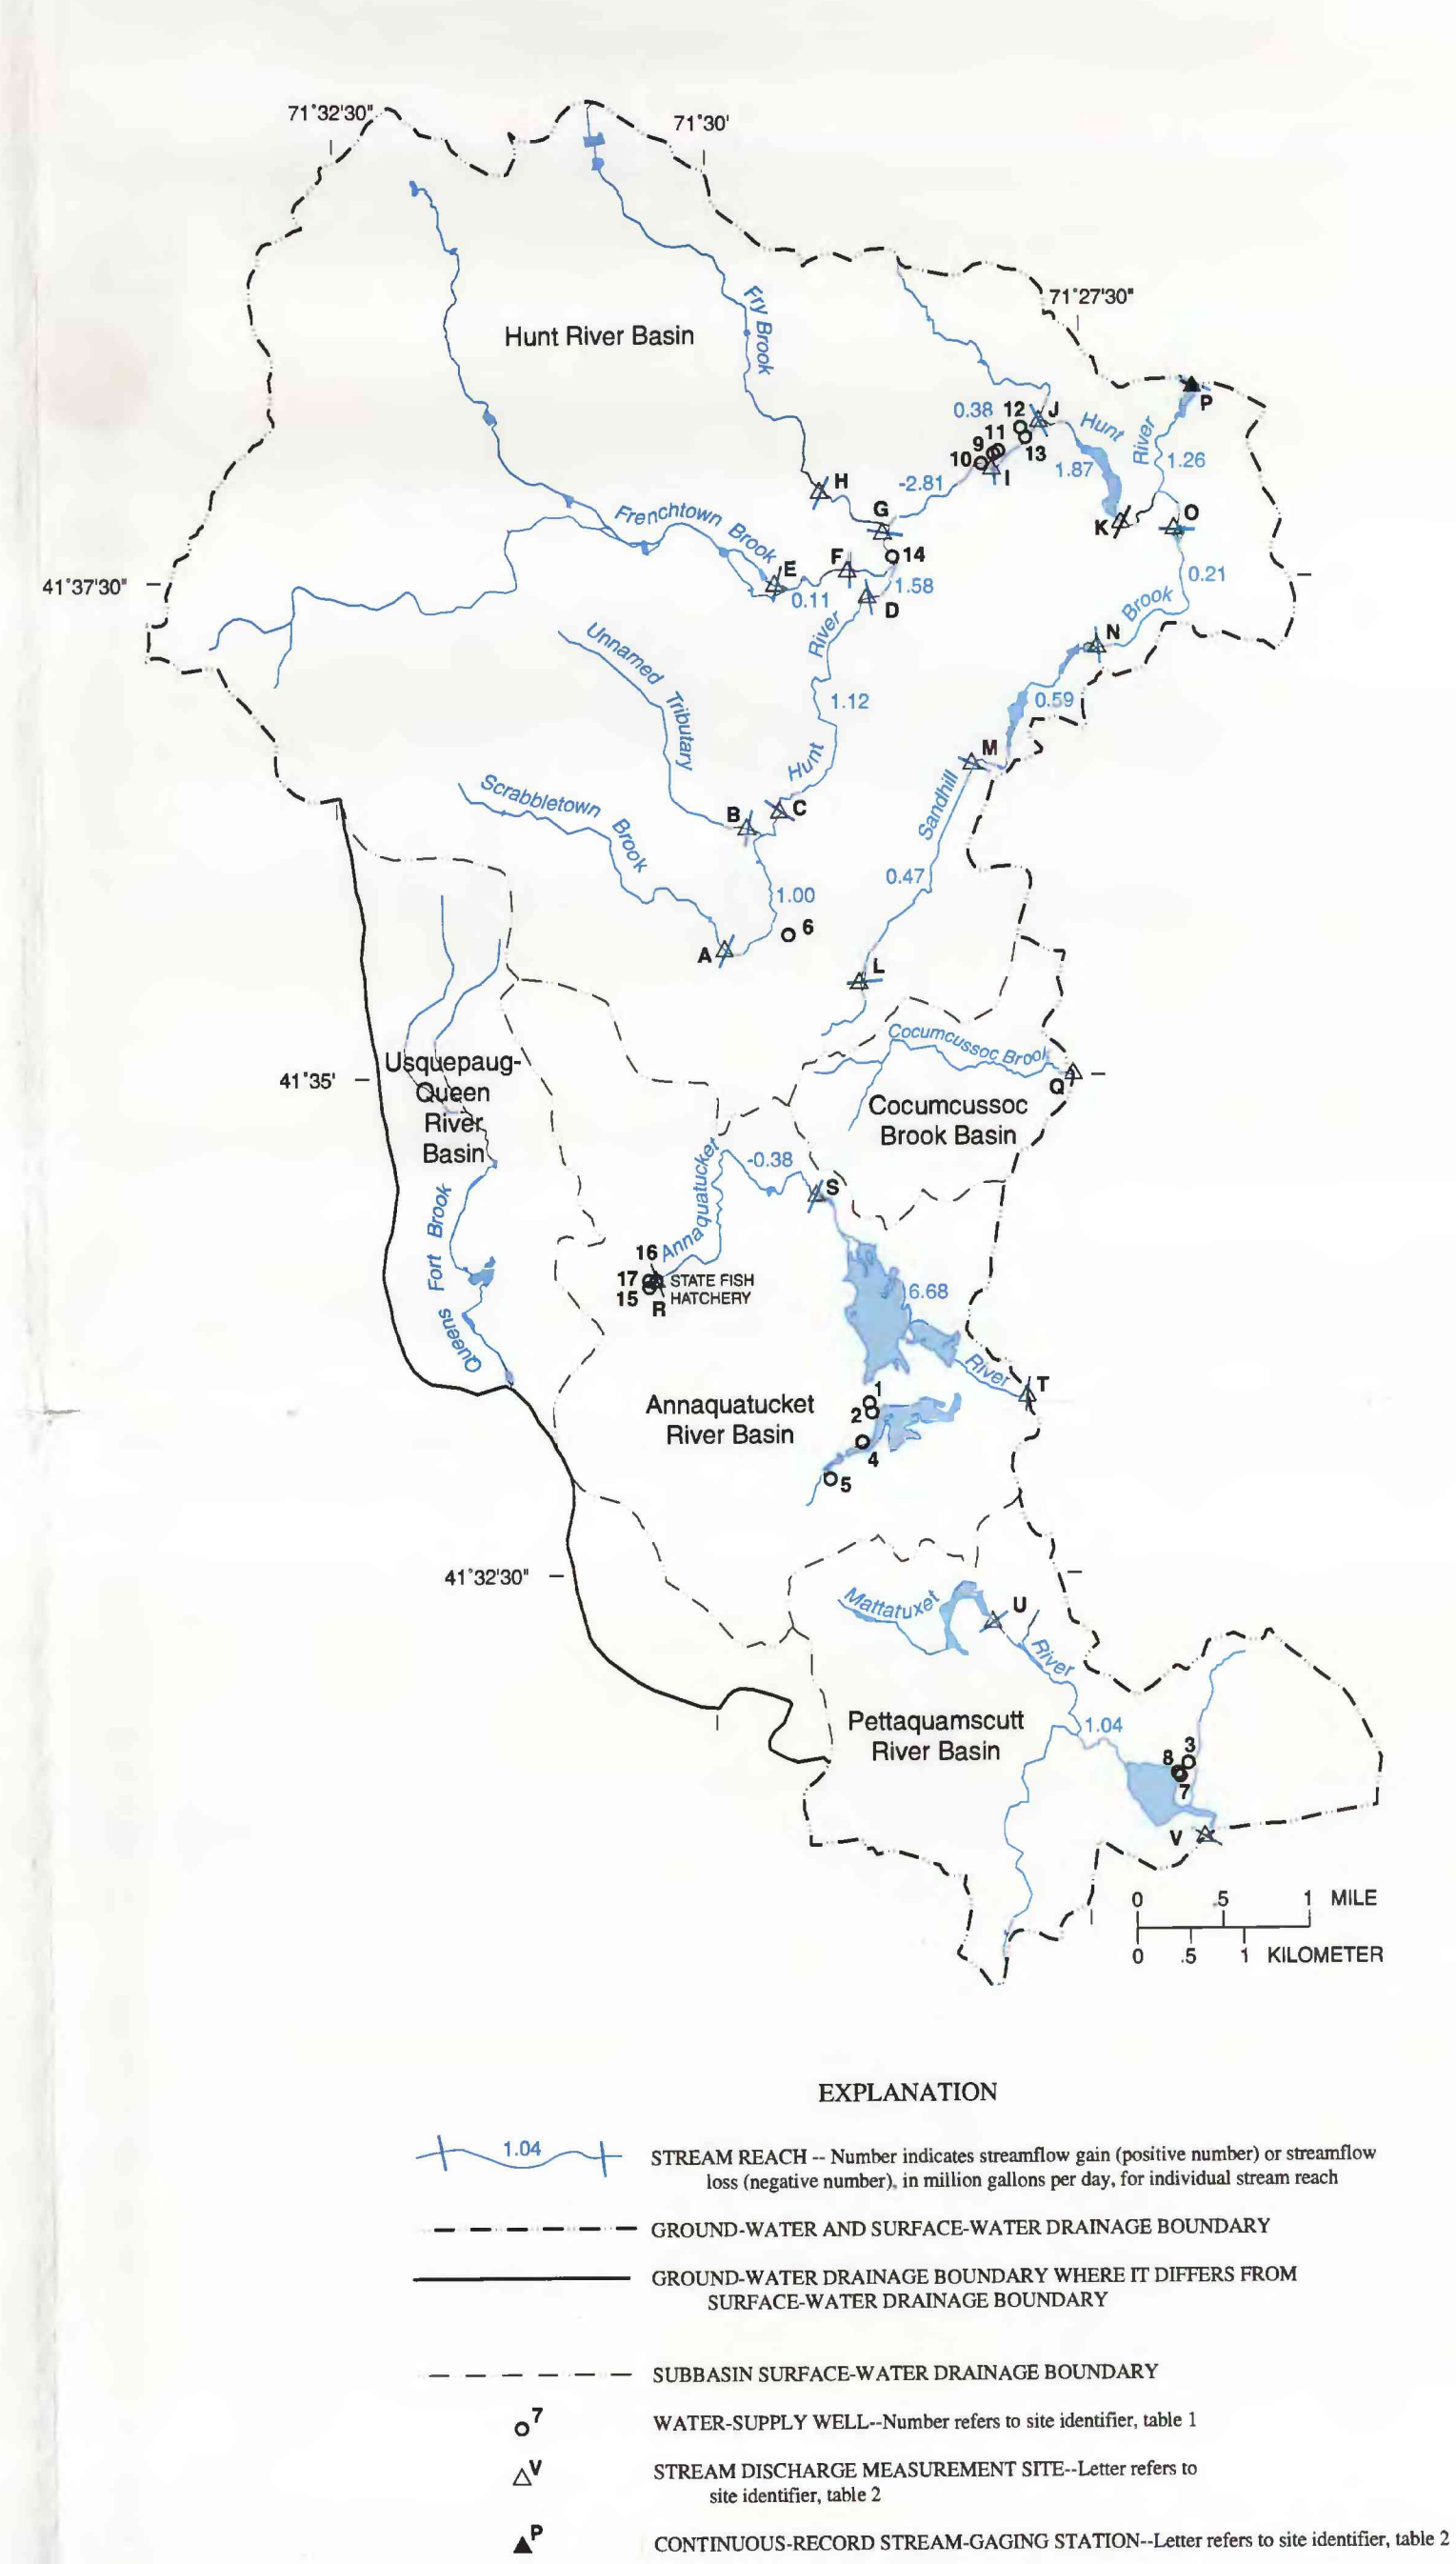 71°32'30"
71°30'
71°27'30"
Hunt River Basin
Fry Brook
P
0.38 12 J
11
9
10
13
I
Hunt
River
1.87
1.26
-2.81
H
G
K
O
Frenchtown Brook
14
F
E
0.11
1.58
D
41°37'30"
0.21
Brook
N
River
Unnamed Tributary
1.12
0.59
Hunt
M
Sandhill
Scrabbletown Brook
B
C
0.47
1.00
6
A
L
Cocumcussoc Brook
41°35'
Q
Usquepaug-
Queen
River
Basin
Cocumcussoc
Brook Basin
Annaquatucket
-0.38
S
Queens Fort Brook
16
17
15
R
STATE FISH
HATCHERY
6.68
River
T
Annaquatucket
River Basin
1
2
4
5
41°32'30"
Mattatuxet
U
River
Pettaquamscutt
River Basin
1.04
3
8
7
V
0 .5 1 MILE
0 .5 1 KILOMETER
EXPLANATION
1.04
STREAM REACH -- Number indicates streamflow gain (positive number) or streamflow
loss (negative number), in million gallons per day, for individual stream reach
GROUND-WATER AND SURFACE-WATER DRAINAGE BOUNDARY
GROUND-WATER DRAINAGE BOUNDARY WHERE IT DIFFERS FROM
SURFACE-WATER DRAINAGE BOUNDARY
SUBBASIN SURFACE-WATER DRAINAGE BOUNDARY
7
WATER-SUPPLY WELL--Number refers to site identifier, table 1
V
STREAM DISCHARGE MEASUREMENT SITE--Letter refers to
site identifier, table 2
P
CONTINUOUS-RECORD STREAM-GAGING STATION--Letter refers to site identifier, table 2